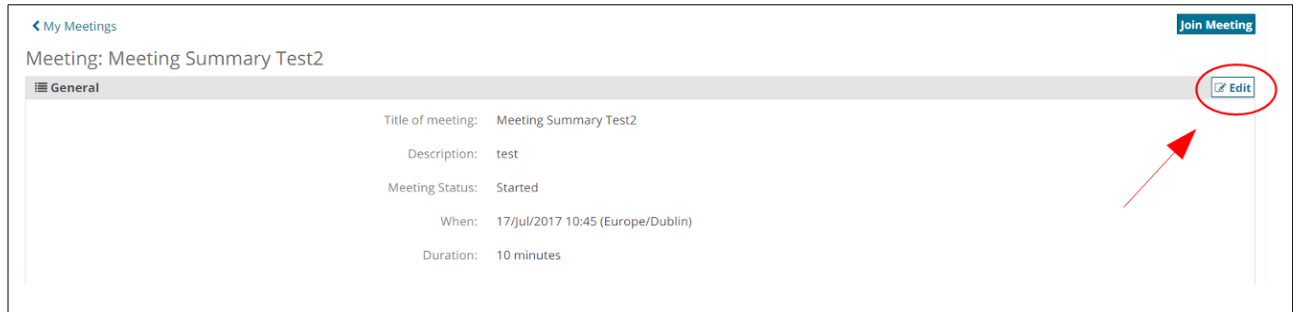 My Meetings
Join Meeting
Meeting: Meeting Summary Test2
General
Edit
Title of meeting: Meeting Summary Test2
Description: test
Meeting Status: Started
When: 17/Jul/2017 10:45 (Europe/Dublin)
Duration: 10 minutes